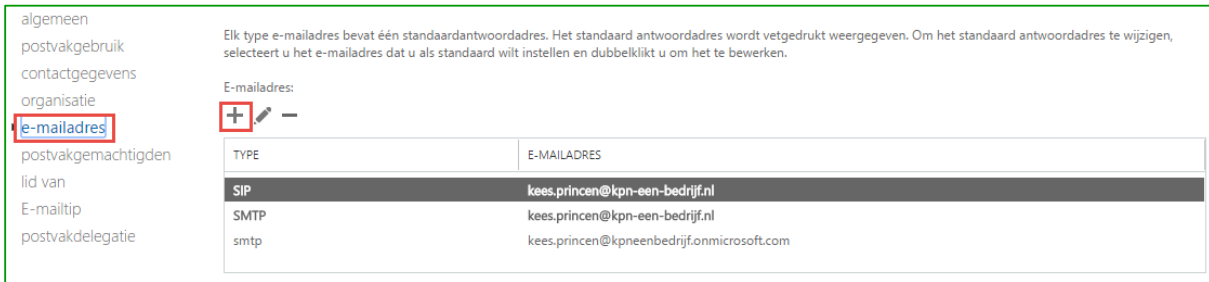 algemeen
postvakgebruik
contactgegevens
organisatie
e-mailadres
postvakgemachtigden
lid van
E-mailtip
postvakdelegatie
Elk type e-mailadres bevat één standaardantwoordadres. Het standaard antwoordadres wordt vetgedrukt weergegeven. Om het standaard antwoordadres te wijzigen,
selecteert u het e-mailadres dat u als standaard wilt instellen en dubbelklikt u om het te bewerken.
E-mailadres:
TYPE E-MAILADRES
SIP kees.princen@kpn-een-bedrijf.nl
SMTP kees.princen@kpn-een-bedrijf.nl
smtp kees.princen@kpneenbedrijf.onmicrosoft.com